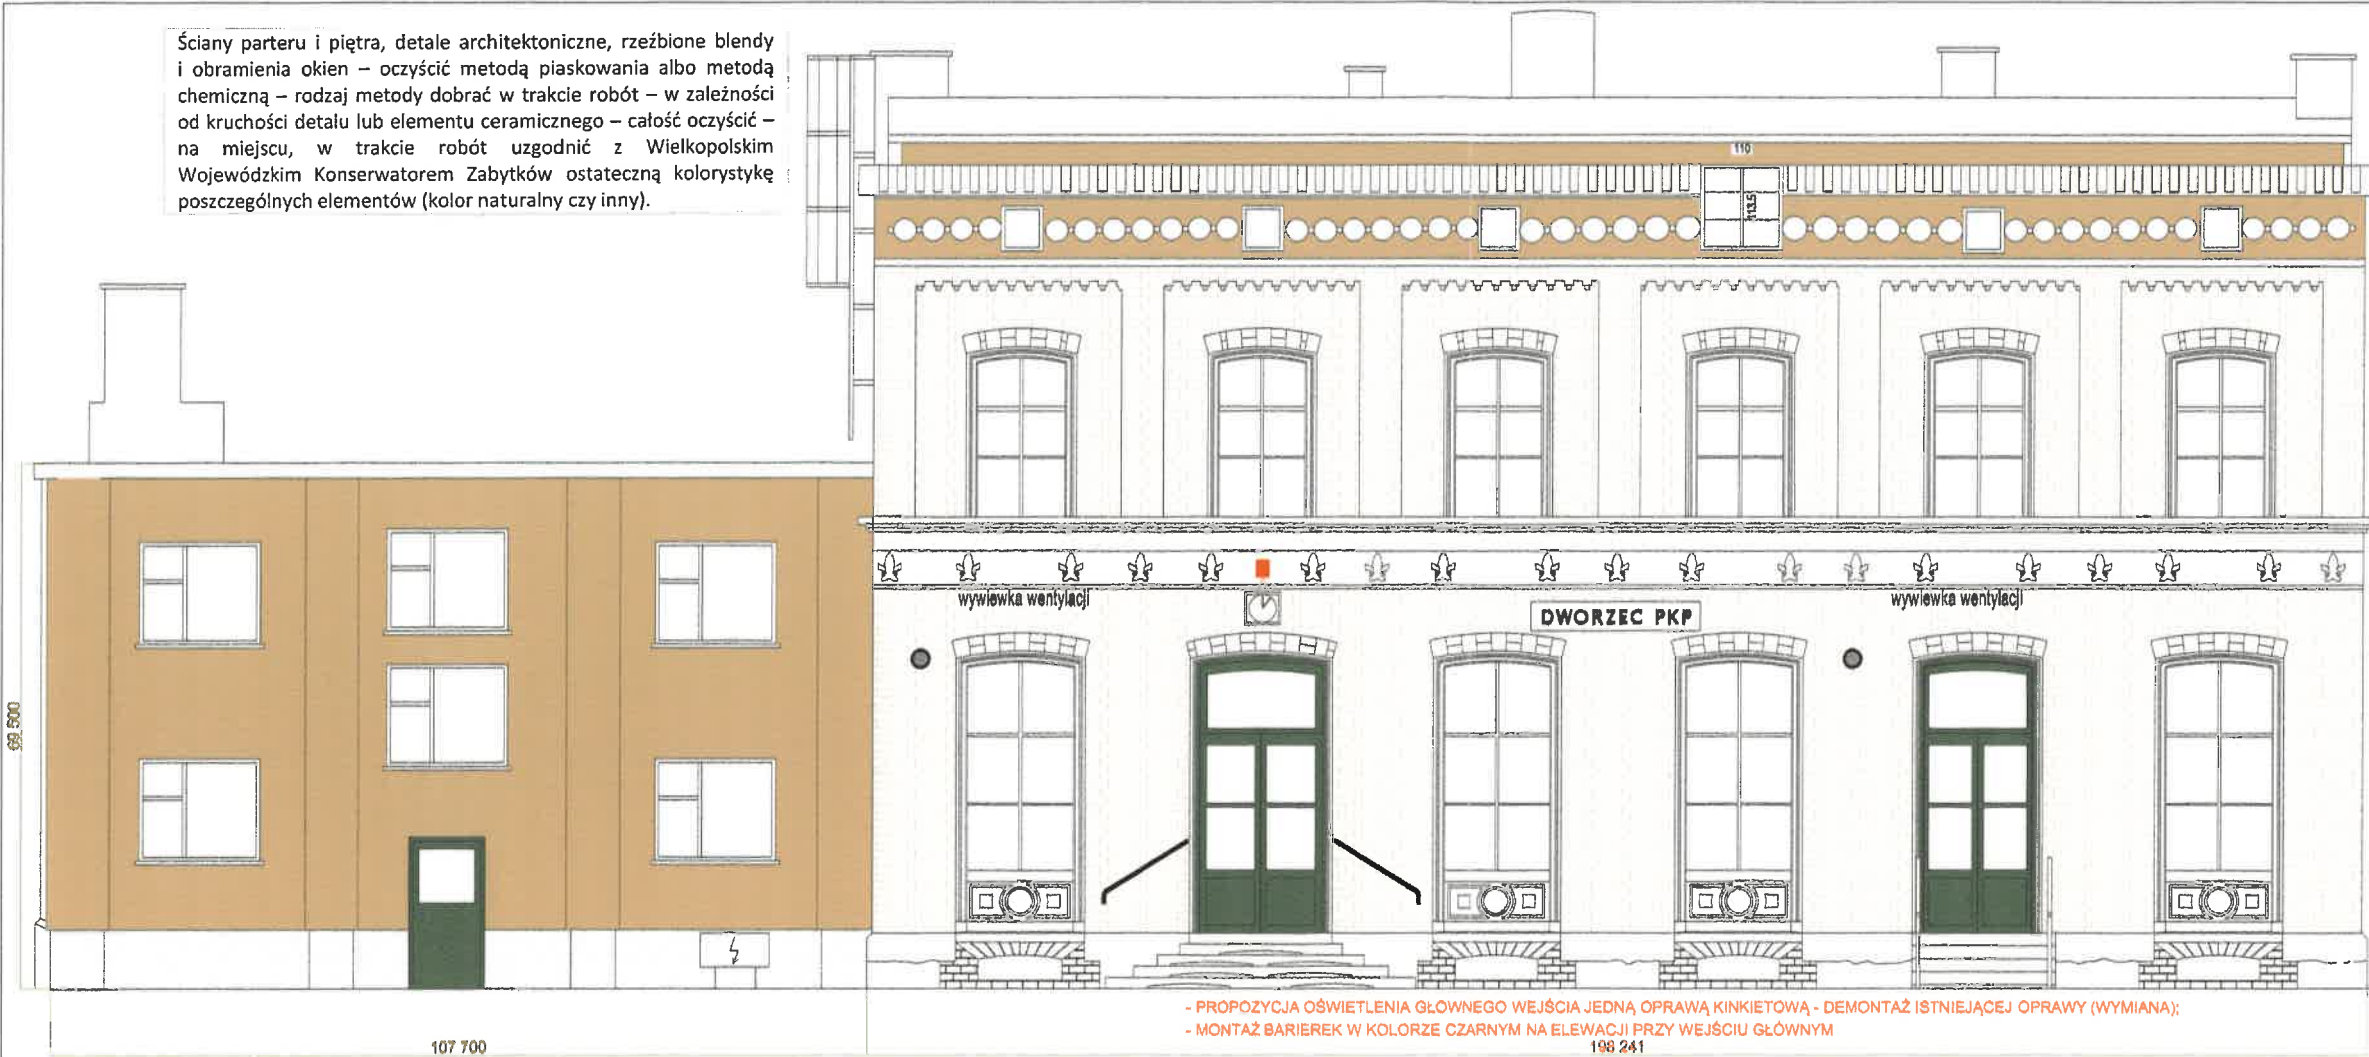 Ściany parteru i piętra, detale architektoniczne, rzeźbione blendy
i obramienia okien – oczyścić metodą piaskowania albo metodą
chemiczną – rodzaj metody dobrać w trakcie robót – w zależności
od kruchości detalu lub elementu ceramicznego – całość oczyścić –
na miejscu, w trakcie robót uzgodnić z Wielkopolskim
Wojewódzkim Konserwatorem Zabytków ostateczną kolorystykę
poszczególnych elementów (kolor naturalny czy inny).
110
113.5
wywiewka wentylacji
DWORZEC PKP
wywiewka wentylacji
69 500
- PROPOZYCJA OŚWIETLENIA GŁÓWNEGO WEJŚCIA JEDNĄ OPRAWĄ KINKIETOWĄ - DEMONTAŻ ISTNIEJĄCEJ OPRAWY (WYMIANA);
- MONTAŻ BARIEREK W KOLORZE CZARNYM NA ELEWACJI PRZY WEJŚCIU GŁÓWNYM
107 700
198 241